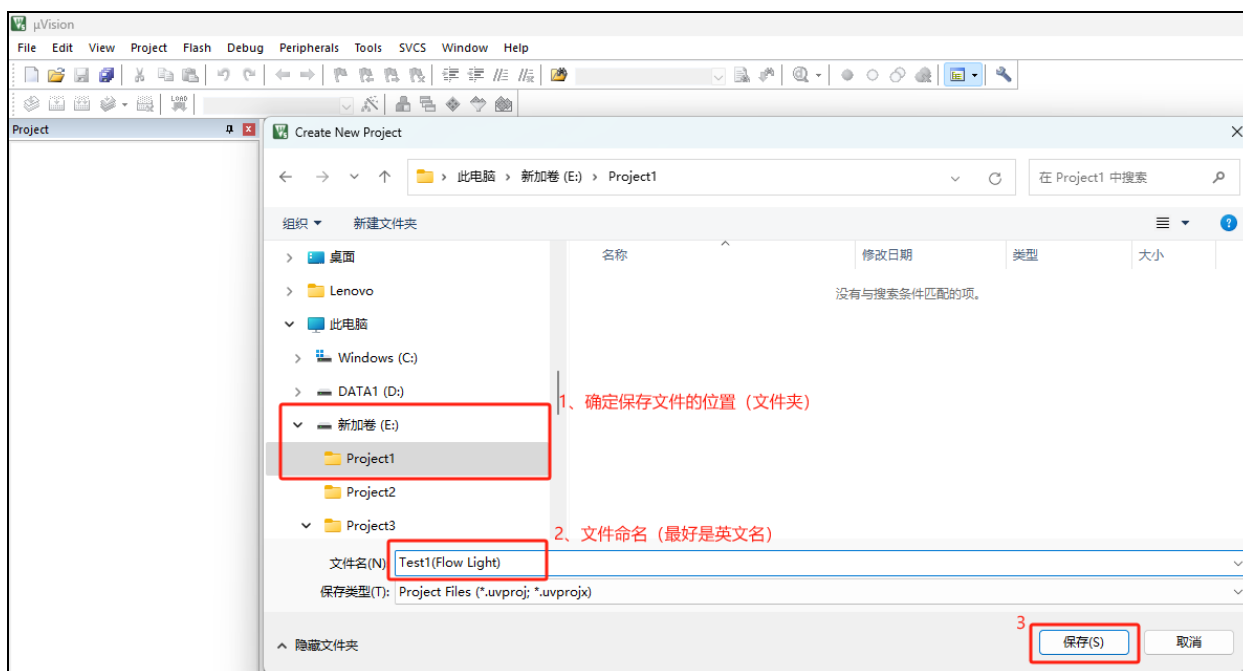 µVision
File Edit View Project Flash Debug Peripherals Tools SVCS Window Help
LOAD
Project
Create New Project
此电脑 › 新加卷 (E:) › Project1
在 Project1 中搜索
组织 新建文件夹
名称 修改日期 类型 大小
桌面
Lenovo
没有与搜索条件匹配的项。
此电脑
Windows (C:)
DATA1 (D:)
1、确定保存文件的位置（文件夹）
新加卷 (E:)
Project1
Project2
Project3
2、文件命名（最好是英文名）
文件名(N) Test1(Flow Light)
保存类型(T): Project Files (*.uvproj; *.uvprojx)
3
隐藏文件夹 保存(S) 取消